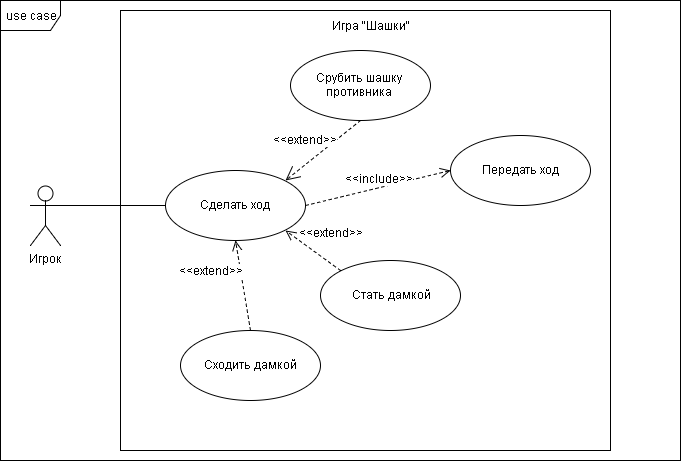 use case
Игра "Шашки"
Срубить шашку
противника
<<extend>>
Передать ход
<<include>>
Сделать ход
<<extend>>
Игрок
<<extend>>
Стать дамкой
Сходить дамкой